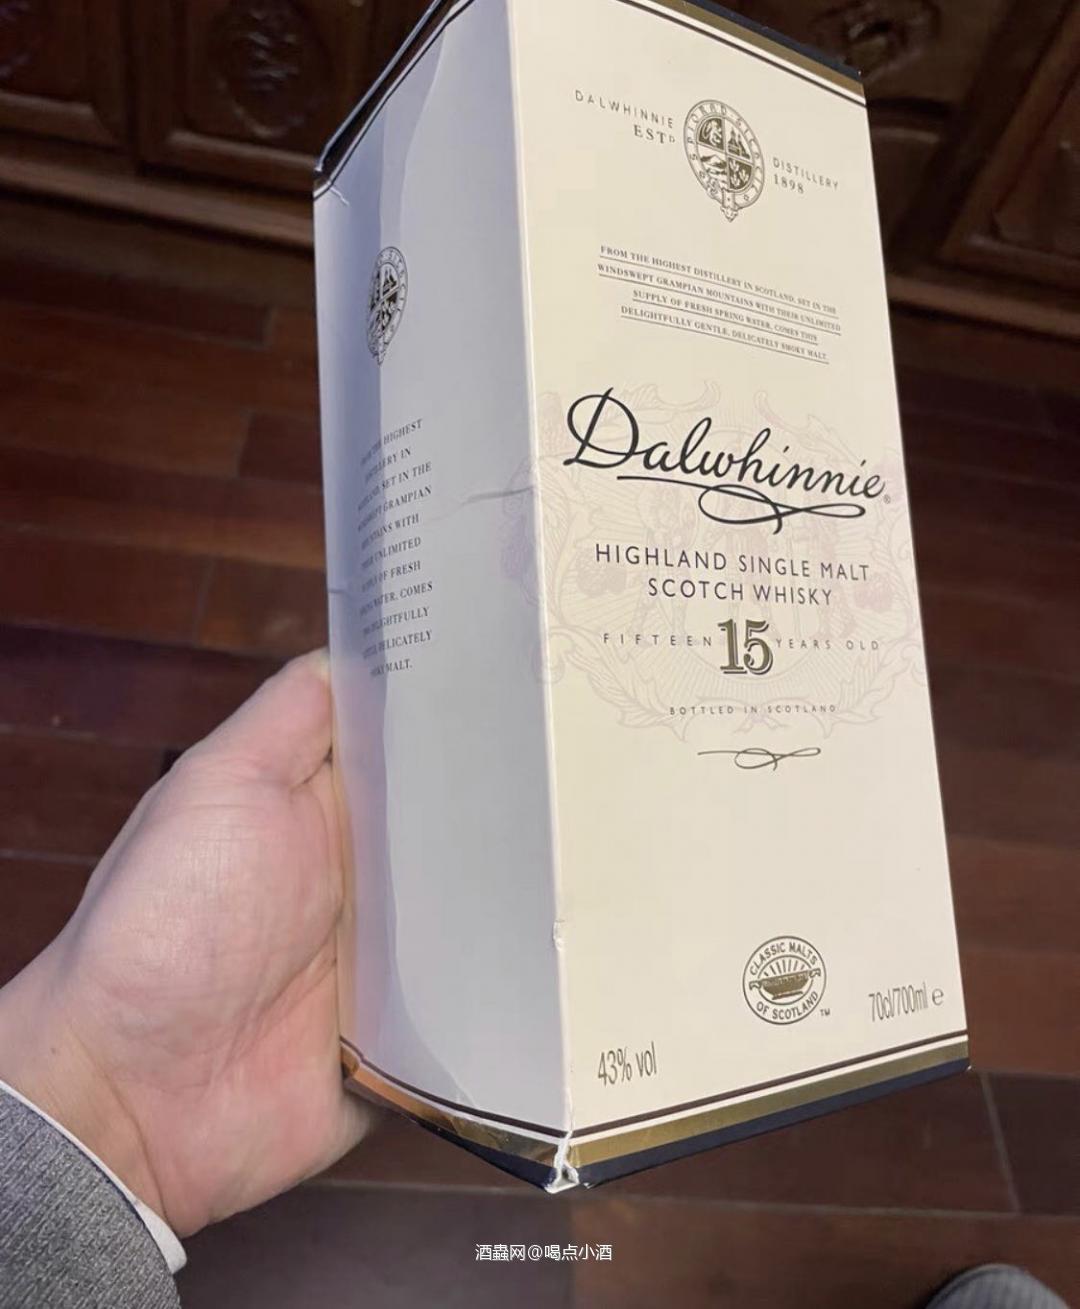 DALWHINNIE
ESTD
DISTILLERY
1898
FROM THE HIGHEST DISTILLERY IN SCOTLAND, SET IN THE
WINDSWEPT GRAMPIAN MOUNTAINS WITH THEIR UNLIMITED
SUPPLY OF FRESH SPRING WATER, COMES THIS
DELIGHTFULLY GENTLE, DELICATELY SMOKY MALT.
Dalwhinnie®
HIGHLAND SINGLE MALT
SCOTCH WHISKY
FIFTEEN 15 YEARS OLD
BOTTLED IN SCOTLAND
CLASSIC MALTS
OF SCOTLAND ™
70cl/700ml ℮
43% vol
HIGHEST
IN
SET IN THE
GRAMPIAN
WITH
UNLIMITED
OF FRESH
WATER, COMES
DELIGHTFULLY
DELICATELY
MALT.
酒蟲网@喝点小酒